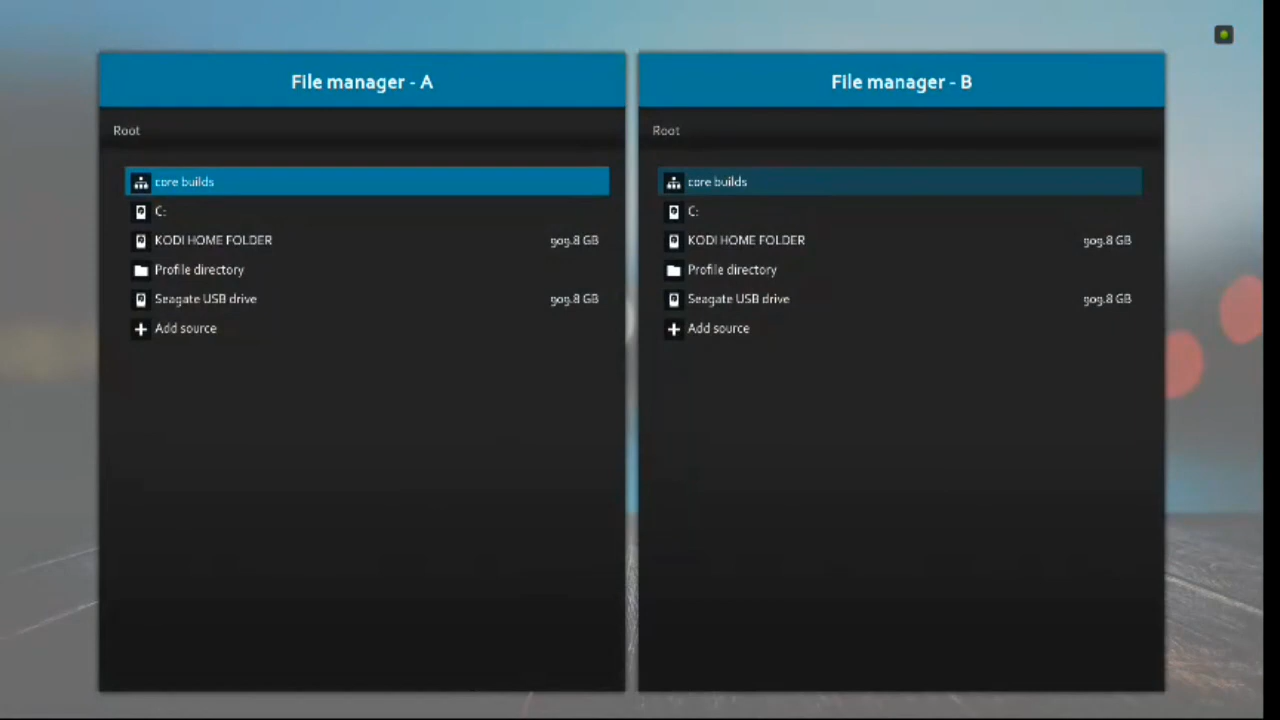 File manager - A
Root
core builds
C:
KODI HOME FOLDER 909.8 GB
Profile directory
Seagate USB drive 909.8 GB
Add source
File manager - B
Root
core builds
C:
KODI HOME FOLDER 909.8 GB
Profile directory
Seagate USB drive 909.8 GB
Add source